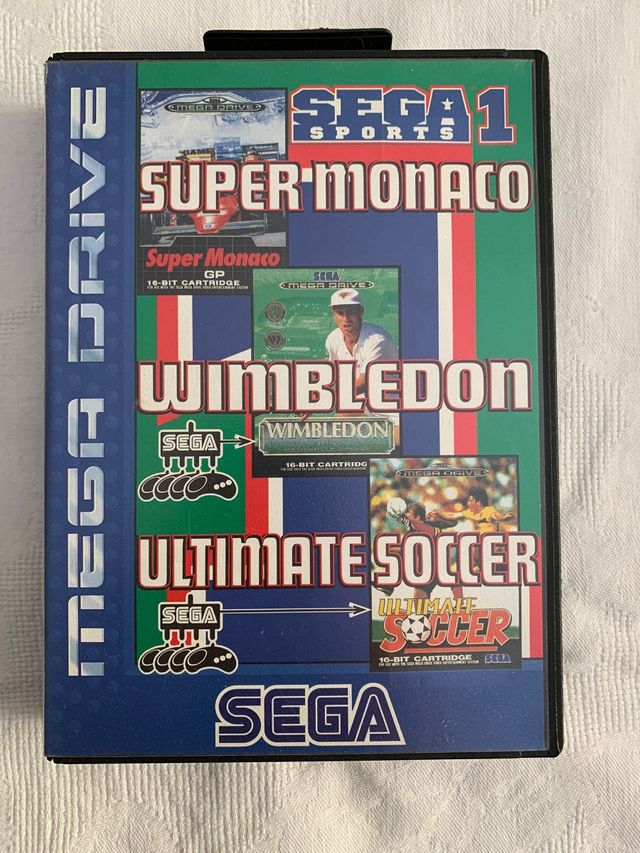 MEGA DRIVE
SEGA
SPORTS 1
MEGA DRIVE
SUPER MONACO
Super Monaco
GP
16-BIT CARTRIDGE
SEGA
MEGA DRIVE
WIMBLEDON
WIMBLEDON
SEGA
16-BIT CARTRIDG
MEGA DRIVE
ULTIMATE SOCCER
ULTIMATE
SOCCER
SEGA
16-BIT CARTRIDGE
SEGA
SEGA